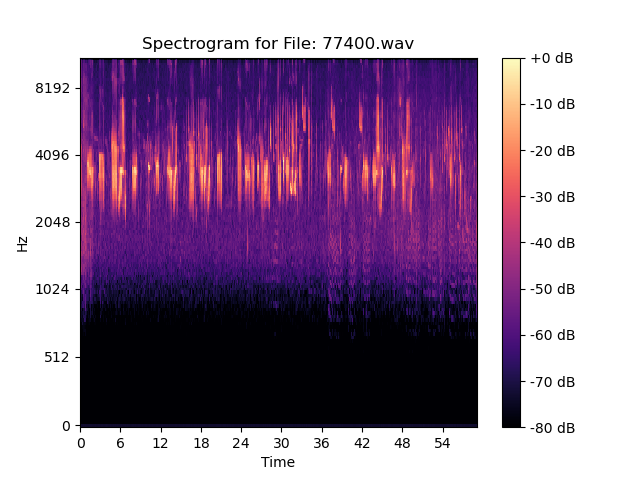 Spectrogram for File: 77400.wav
Hz
8192
4096
2048
1024
512
0
0 6 12 18 24 30 36 42 48 54
Time
+0 dB
-10 dB
-20 dB
-30 dB
-40 dB
-50 dB
-60 dB
-70 dB
-80 dB